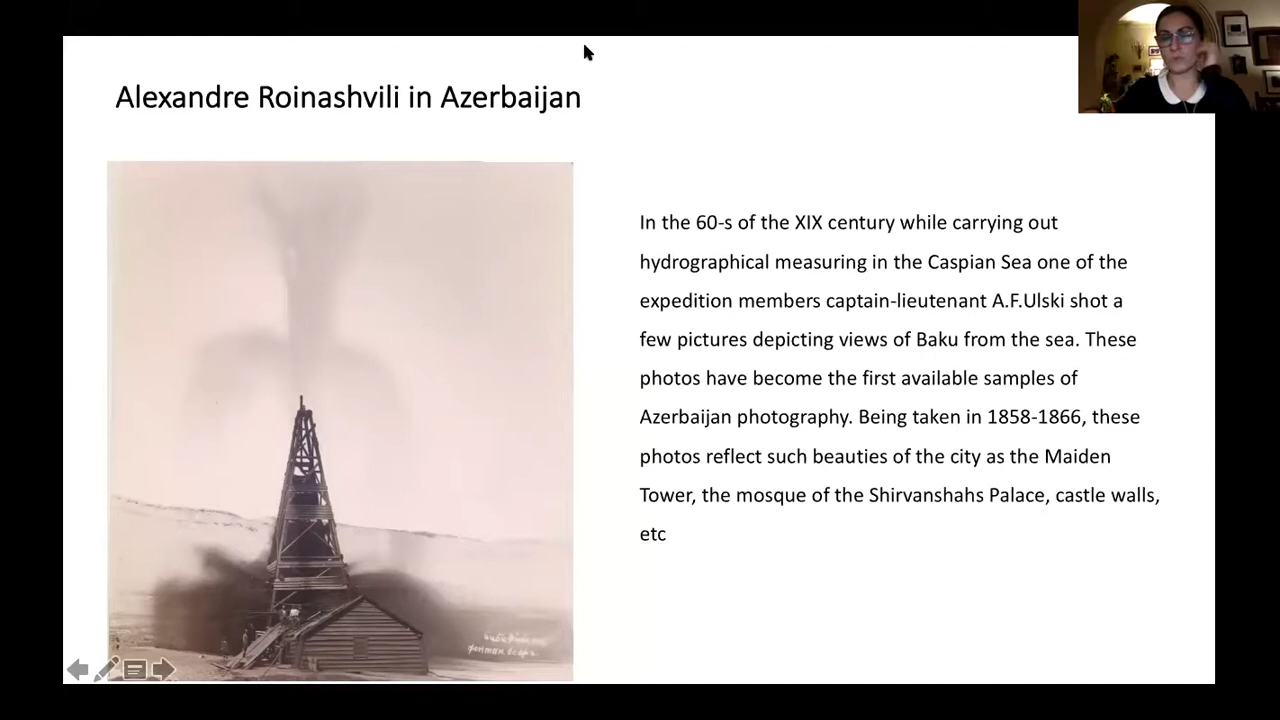 Alexandre Roinashvili in Azerbaijan
In the 60-s of the XIX century while carrying out
hydrographical measuring in the Caspian Sea one of the
expedition members captain-lieutenant A.F.Ulski shot a
few pictures depicting views of Baku from the sea. These
photos have become the first available samples of
Azerbaijan photography. Being taken in 1858-1866, these
photos reflect such beauties of the city as the Maiden
Tower, the mosque of the Shirvanshahs Palace, castle walls,
etc